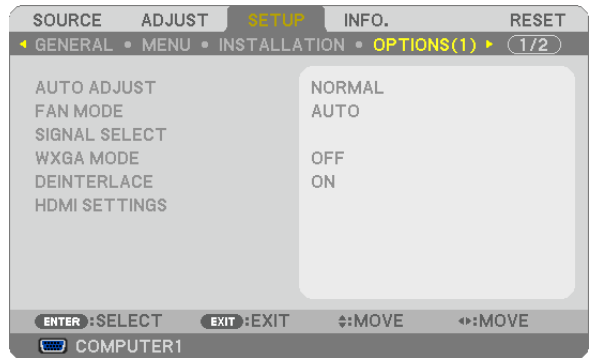 SOURCE ADJUST SETUP INFO. RESET
GENERAL • MENU • INSTALLATION • OPTIONS(1) 1/2
AUTO ADJUST NORMAL
FAN MODE AUTO
SIGNAL SELECT
WXGA MODE OFF
DEINTERLACE ON
HDMI SETTINGS
ENTER :SELECT EXIT :EXIT :MOVE :MOVE
COMPUTER1